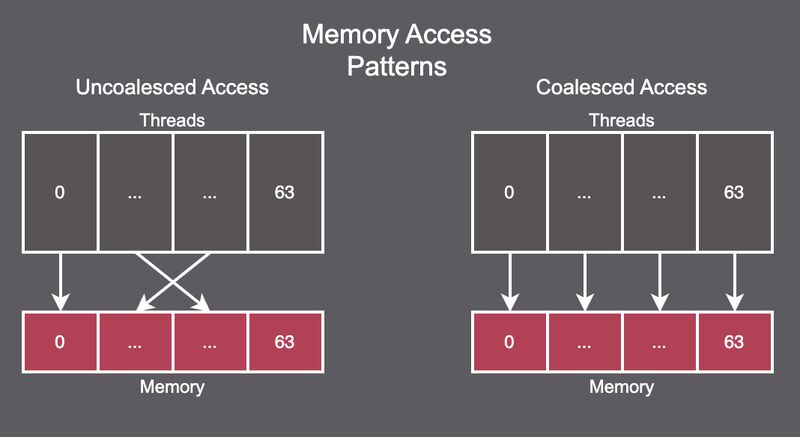 Memory Access
Patterns
Uncoalesced Access
Threads
0 ... ... 63
0 ... ... 63
Memory
Coalesced Access
Threads
0 ... ... 63
0 ... ... 63
Memory